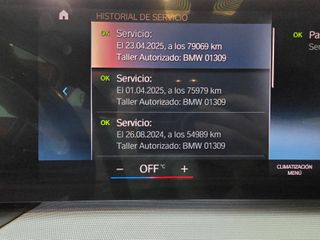 HISTORIAL DE SERVICIO
OK Servicio:
El 23.04.2025, a los 79069 km
Taller Autorizado: BMW 01309
OK Servicio:
El 01.04.2025, a los 75979 km
Taller Autorizado: BMW 01309
OK Servicio:
El 26.08.2024, a los 54989 km
Taller Autorizado: BMW 01309
OK Pa
Ser
− OFF °C +
CLIMATIZACIÓN
MENÚ